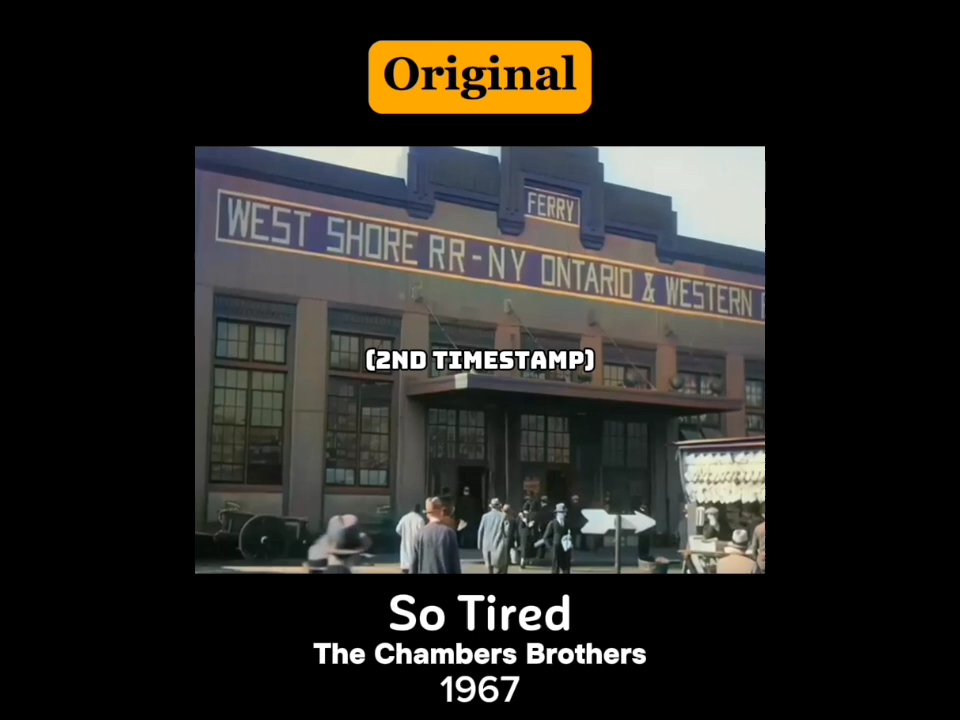 Original
FERRY
WEST SHORE RR-NY ONTARIO & WESTERN
(2ND TIMESTAMP)
So Tired
The Chambers Brothers
1967